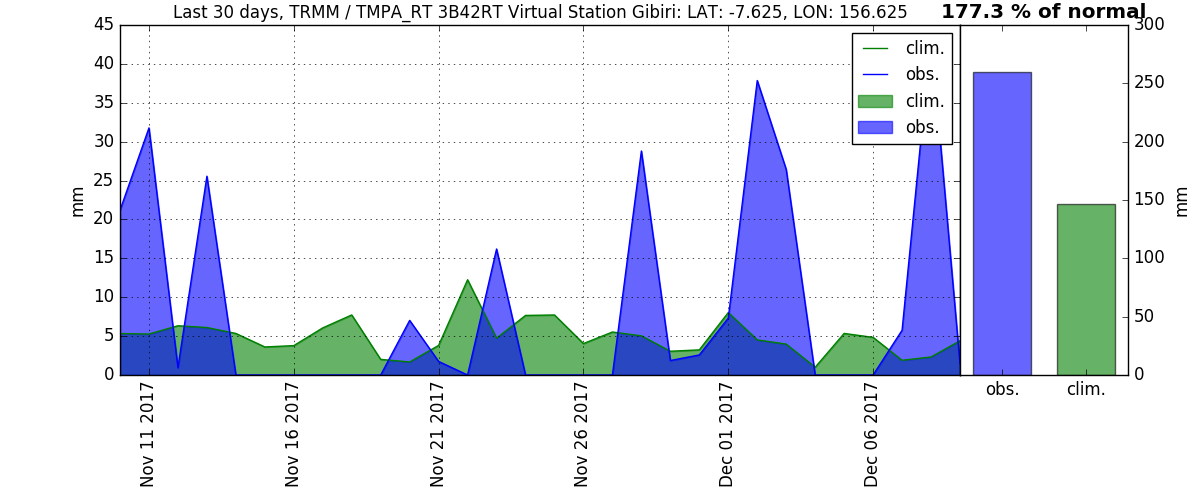 Last 30 days, TRMM / TMPA_RT 3B42RT Virtual Station Gibiri: LAT: -7.625, LON: 156.625
177.3 % of normal
45
40
35
30
25
20
15
10
5
0
mm
clim.
obs.
clim.
obs.
300
250
200
150
100
50
0
mm
obs.
clim.
Nov 11 2017
Nov 16 2017
Nov 21 2017
Nov 26 2017
Dec 01 2017
Dec 06 2017